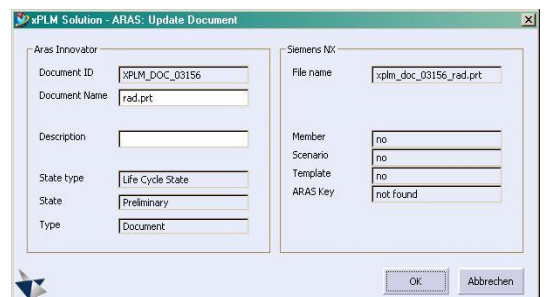 xPLM Solution - ARAS: Update Document
Aras Innovator
Document ID XPLM_DOC_03156
Document Name rad.prt
Description
State type Life Cycle State
State Preliminary
Type Document
Siemens NX
File name xplm_doc_03156_rad.prt
Member no
Scenario no
Template no
ARAS Key not found
OK Abbrechen